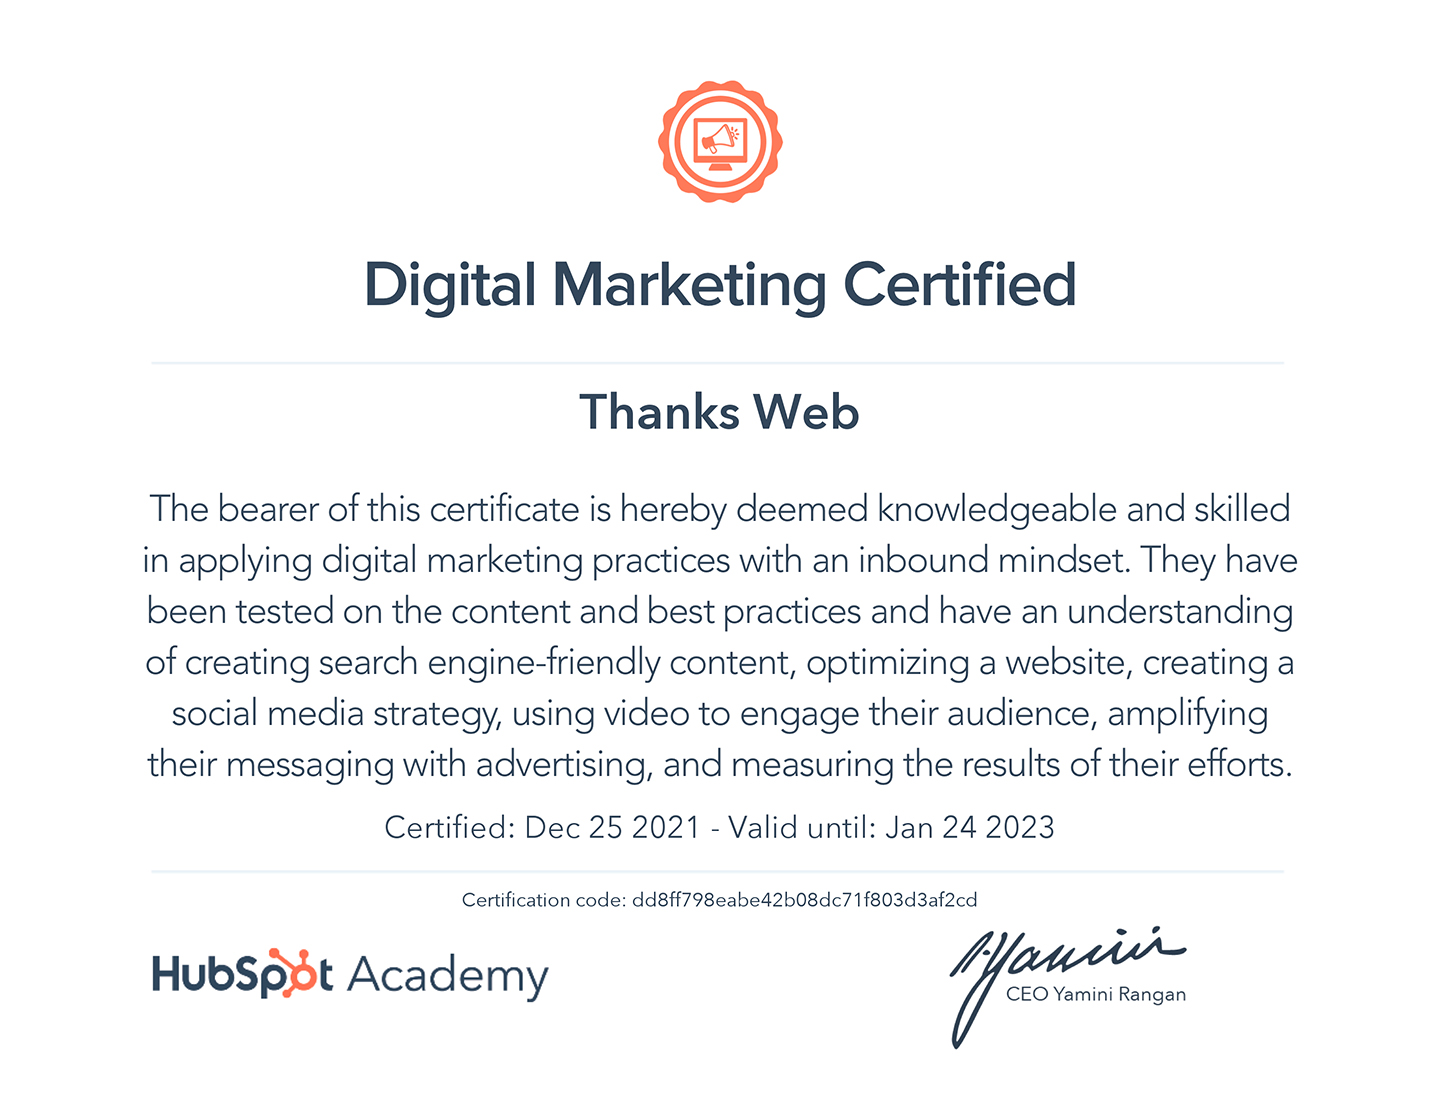 Digital Marketing Certified
Thanks Web
The bearer of this certificate is hereby deemed knowledgeable and skilled
in applying digital marketing practices with an inbound mindset. They have
been tested on the content and best practices and have an understanding
of creating search engine-friendly content, optimizing a website, creating a
social media strategy, using video to engage their audience, amplifying
their messaging with advertising, and measuring the results of their efforts.
Certified: Dec 25 2021 - Valid until: Jan 24 2023
Certification code: dd8ff798eabe42b08dc71f803d3af2cd
HubSpot Academy
Yamini
CEO Yamini Rangan